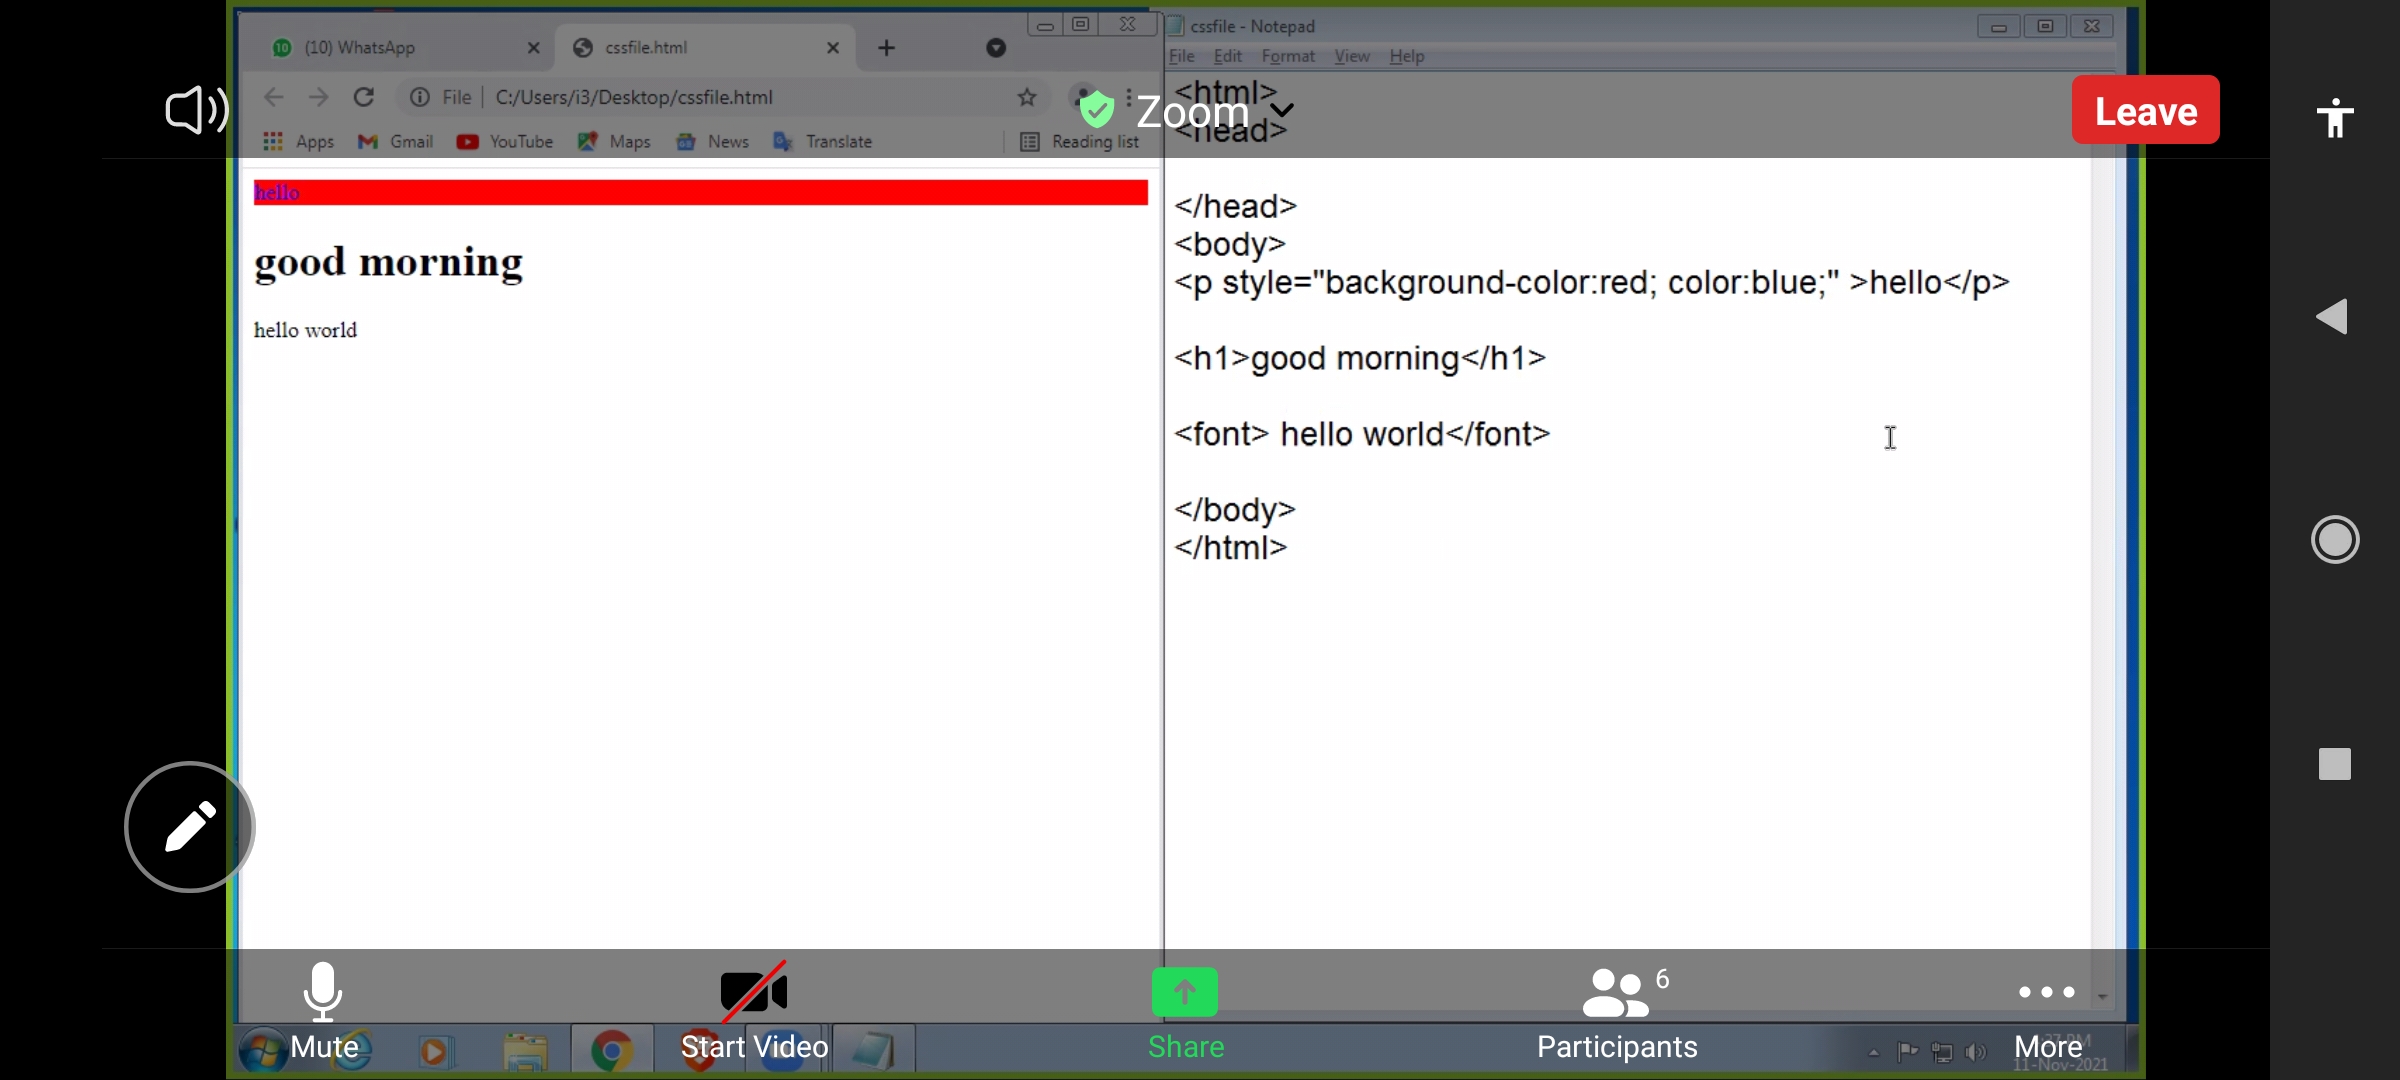 10 (10) WhatsApp
cssfile.html
cssfile - Notepad
File Edit Format View Help
File C:/Users/i3/Desktop/cssfile.html
Zoom
Leave
Apps Gmail YouTube Maps News Translate Reading list
hello
good morning
hello world
<html>
<head>
</head>
<body>
<p style="background-color:red; color:blue;" >hello</p>
<h1>good morning</h1>
<font> hello world</font>
</body>
</html>
Mute
Start Video
Share
Participants
6
More
11-Nov-2021